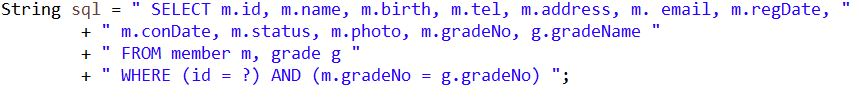 String sql = " SELECT m.id, m.name, m.birth, m.tel, m.address, m. email, m.regDate, "
+ " m.conDate, m.status, m.photo, m.gradeNo, g.gradeName "
+ " FROM member m, grade g "
+ " WHERE (id = ?) AND (m.gradeNo = g.gradeNo) ";